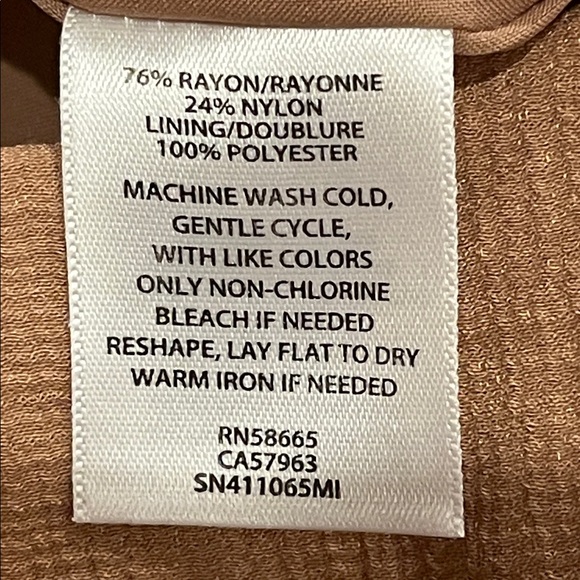 76% RAYON/RAYONNE
24% NYLON
LINING/DOUBLURE
100% POLYESTER
MACHINE WASH COLD,
GENTLE CYCLE,
WITH LIKE COLORS
ONLY NON-CHLORINE
BLEACH IF NEEDED
RESHAPE, LAY FLAT TO DRY
WARM IRON IF NEEDED
RN58665
CA57963
SN411065MI